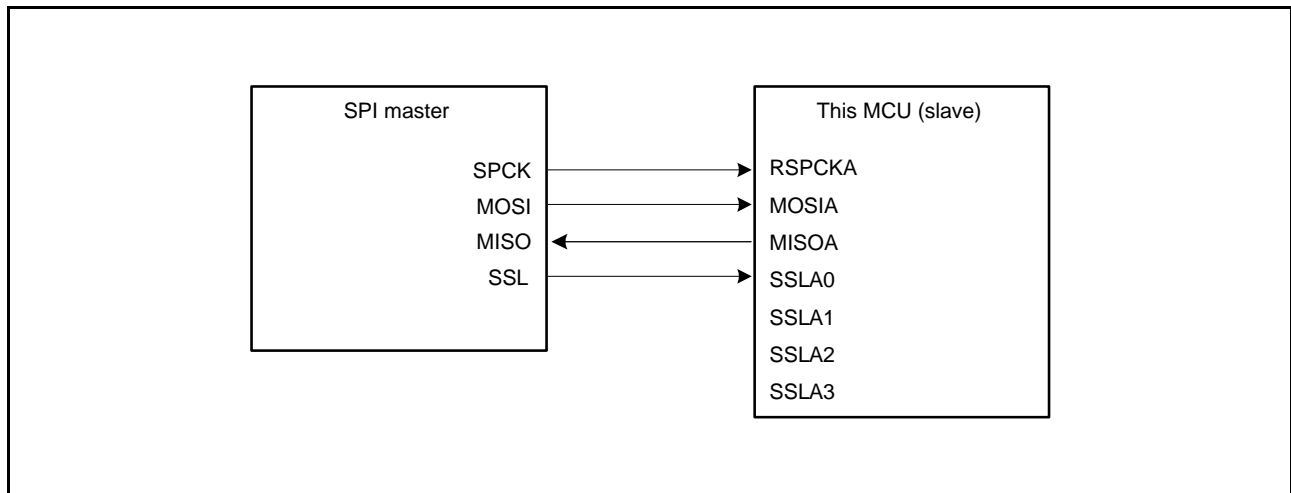 SPI master
SPCK
MOSI
MISO
SSL
This MCU (slave)
RSPCKA
MOSIA
MISOA
SSLA0
SSLA1
SSLA2
SSLA3